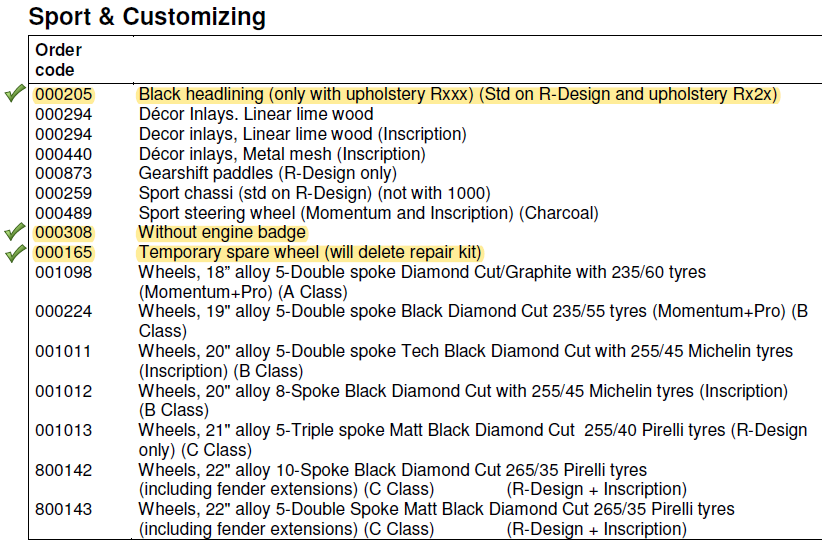 Sport & Customizing
Order
code
000205 Black headlining (only with upholstery Rxxx) (Std on R-Design and upholstery Rx2x)
000294 Décor Inlays. Linear lime wood
000294 Decor inlays, Linear lime wood (Inscription)
000440 Décor inlays, Metal mesh (Inscription)
000873 Gearshift paddles (R-Design only)
000259 Sport chassi (std on R-Design) (not with 1000)
000489 Sport steering wheel (Momentum and Inscription) (Charcoal)
000308 Without engine badge
000165 Temporary spare wheel (will delete repair kit)
001098 Wheels, 18” alloy 5-Double spoke Diamond Cut/Graphite with 235/60 tyres
(Momentum+Pro) (A Class)
000224 Wheels, 19" alloy 5-Double spoke Black Diamond Cut 235/55 tyres (Momentum+Pro) (B
Class)
001011 Wheels, 20" alloy 5-Double spoke Tech Black Diamond Cut with 255/45 Michelin tyres
(Inscription) (B Class)
001012 Wheels, 20" alloy 8-Spoke Black Diamond Cut with 255/45 Michelin tyres (Inscription)
(B Class)
001013 Wheels, 21" alloy 5-Triple spoke Matt Black Diamond Cut 255/40 Pirelli tyres (R-Design
only) (C Class)
800142 Wheels, 22" alloy 10-Spoke Black Diamond Cut 265/35 Pirelli tyres
(including fender extensions) (C Class) (R-Design + Inscription)
800143 Wheels, 22" alloy 5-Double Spoke Matt Black Diamond Cut 265/35 Pirelli tyres
(including fender extensions) (C Class) (R-Design + Inscription)